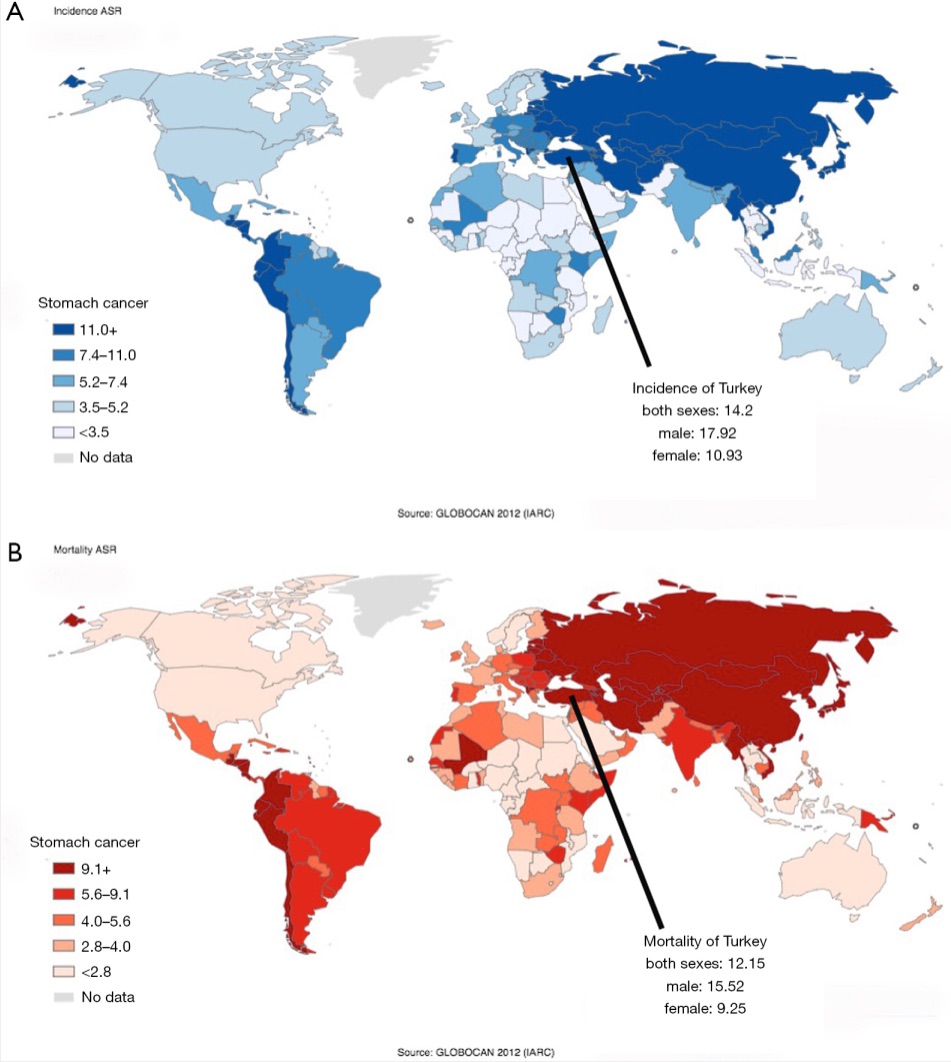 A
Incidence ASR
Stomach cancer
11.0+
7.4–11.0
5.2–7.4
3.5–5.2
<3.5
No data
Incidence of Turkey
both sexes: 14.2
male: 17.92
female: 10.93
Source: GLOBOCAN 2012 (IARC)
B
Mortality ASR
Stomach cancer
9.1+
5.6–9.1
4.0–5.6
2.8–4.0
<2.8
No data
Mortality of Turkey
both sexes: 12.15
male: 15.52
female: 9.25
Source: GLOBOCAN 2012 (IARC)